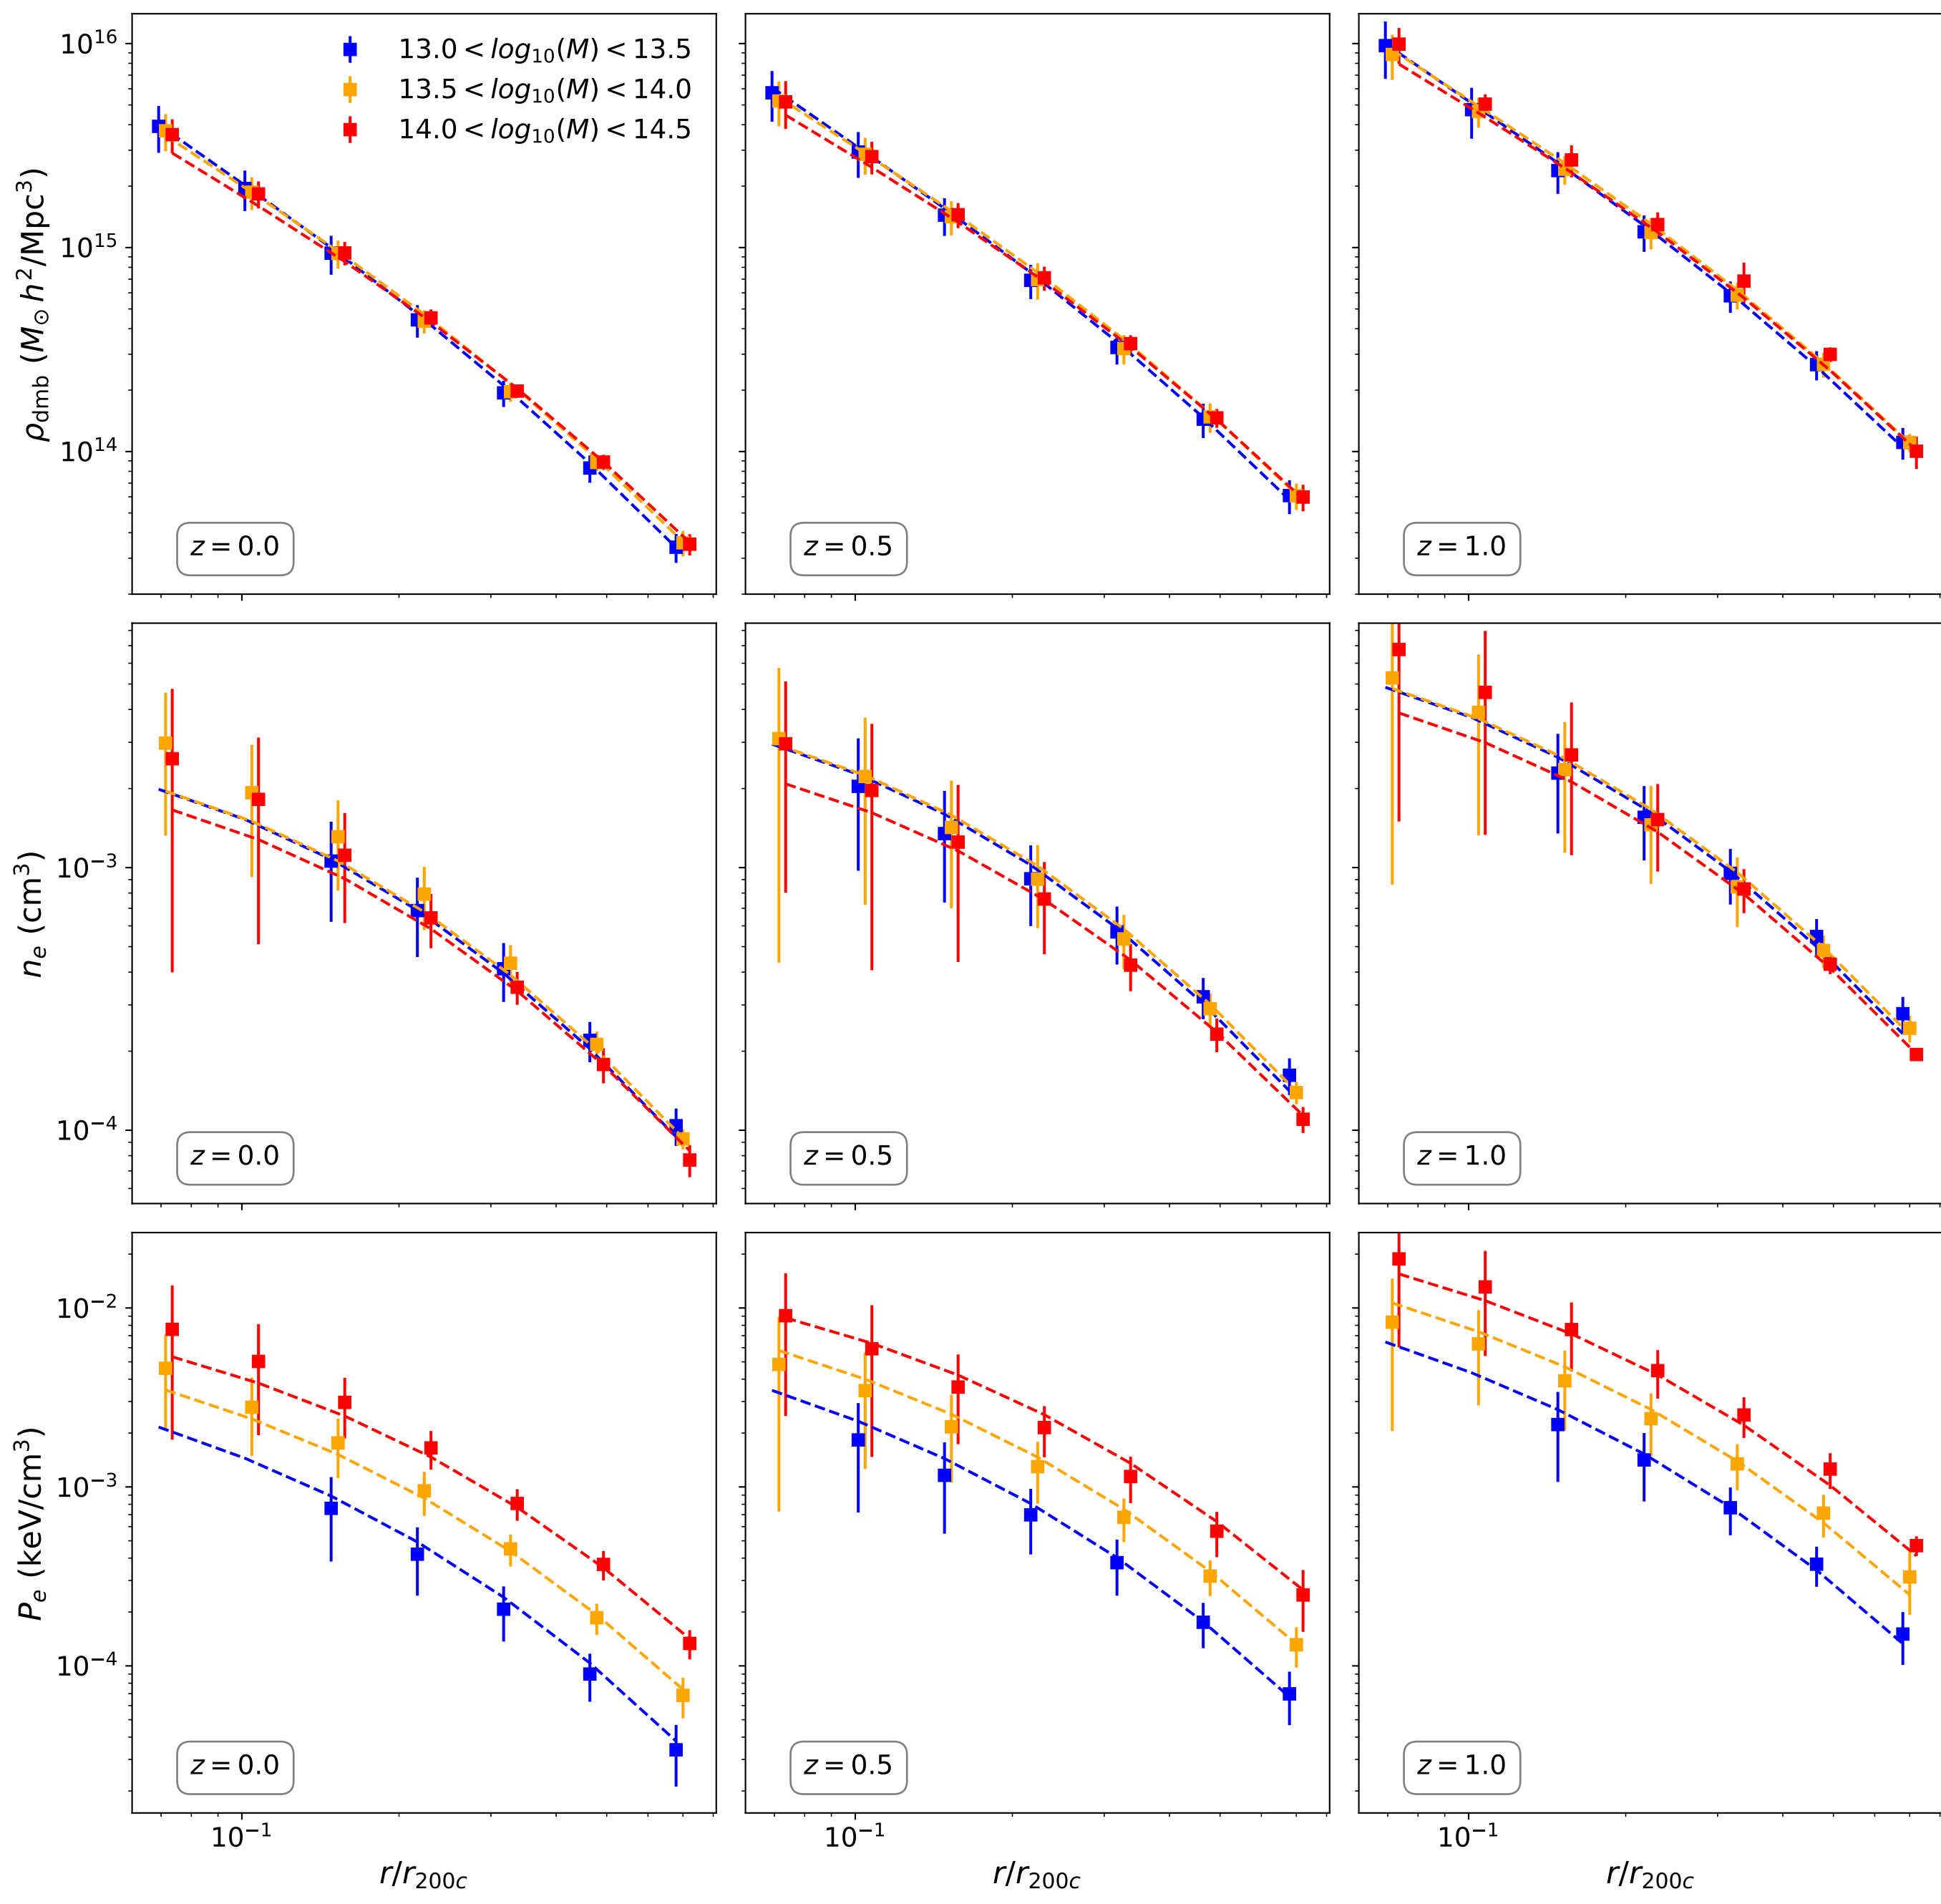 10^16
10^15
10^14
ρ_dmb (M_⊙ h^2/Mpc^3)
13.0 < log_10(M) < 13.5
13.5 < log_10(M) < 14.0
14.0 < log_10(M) < 14.5
z = 0.0
z = 0.5
z = 1.0
10^−3
10^−4
n_e (cm^3)
z = 0.0
z = 0.5
z = 1.0
10^−2
10^−3
10^−4
P_e (keV/cm^3)
z = 0.0
z = 0.5
z = 1.0
10^−1
10^−1
10^−1
r/r_200c
r/r_200c
r/r_200c